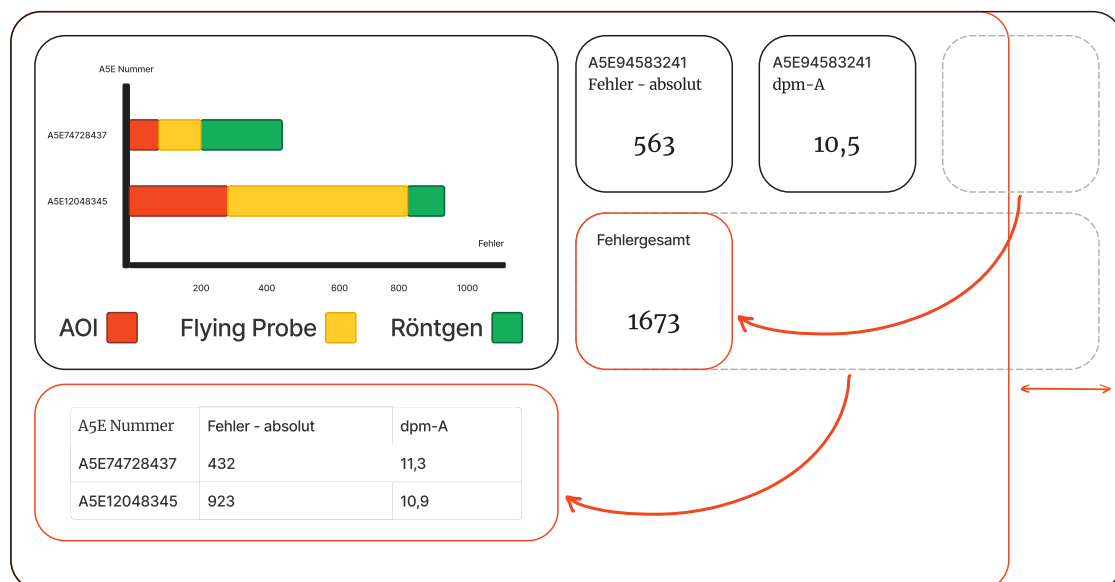 A5E Nummer
A5E74728437
A5E12048345
Fehler
200 400 600 800 1000
AOI Flying Probe Röntgen
A5E94583241
Fehler - absolut
563
A5E94583241
dpm-A
10,5
Fehlergesamt
1673
A5E Nummer Fehler - absolut dpm-A
A5E74728437 432 11,3
A5E12048345 923 10,9